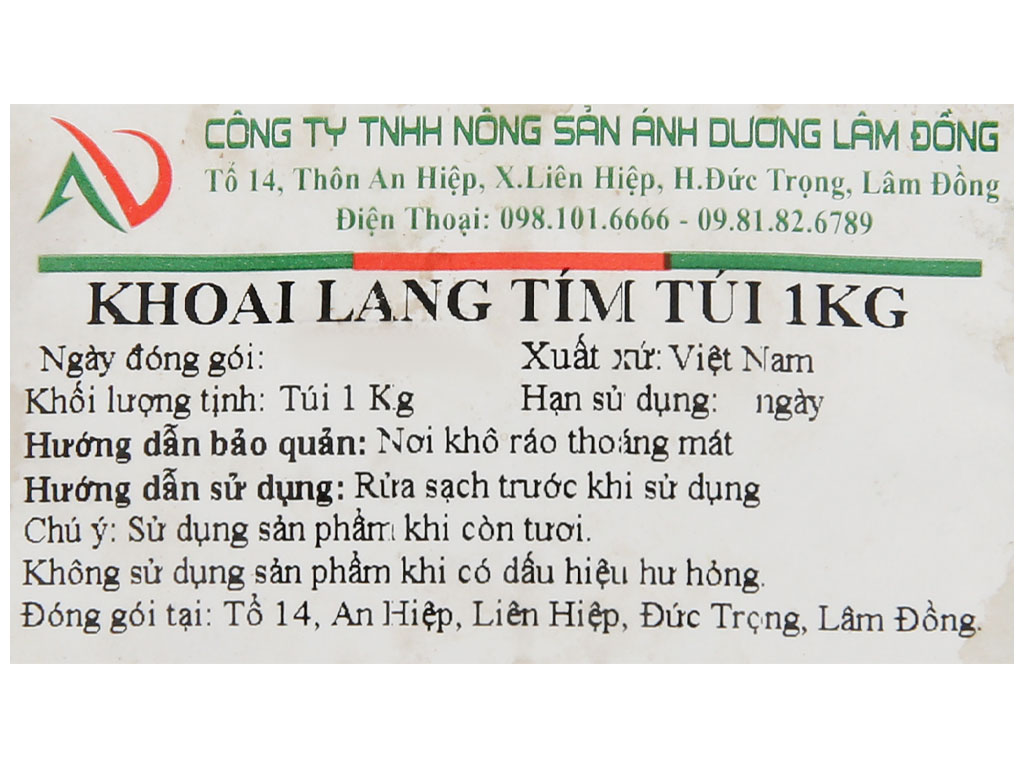 CÔNG TY TNHH NÔNG SẢN ÁNH DƯƠNG LÂM ĐỒNG
Tổ 14, Thôn An Hiệp, X.Liên Hiệp, H.Đức Trọng, Lâm Đồng
Điện Thoại: 098.101.6666 - 09.81.82.6789
KHOAI LANG TÍM TÚI 1KG
Ngày đóng gói: Xuất xứ: Việt Nam
Khối lượng tịnh: Túi 1 Kg Hạn sử dụng: ngày
Hướng dẫn bảo quản: Nơi khô ráo thoáng mát
Hướng dẫn sử dụng: Rửa sạch trước khi sử dụng
Chú ý: Sử dụng sản phẩm khi còn tươi.
Không sử dụng sản phẩm khi có dấu hiệu hư hỏng.
Đóng gói tại: Tổ 14, An Hiệp, Liên Hiệp, Đức Trọng, Lâm Đồng.